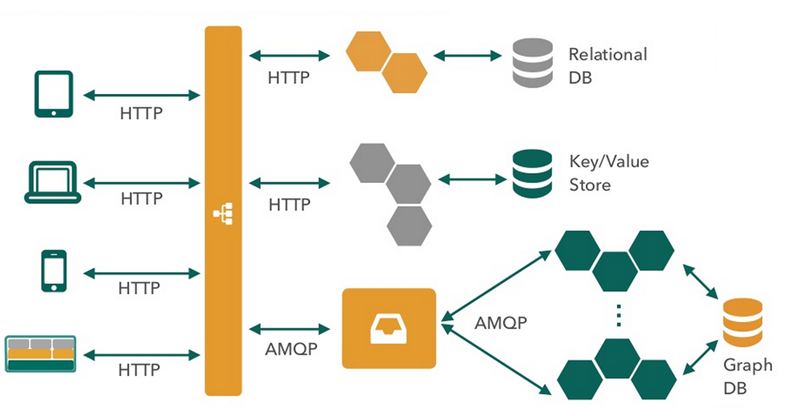 HTTP
HTTP
HTTP
HTTP
HTTP
HTTP
AMQP
AMQP
Relational
DB
Key/Value
Store
Graph
DB